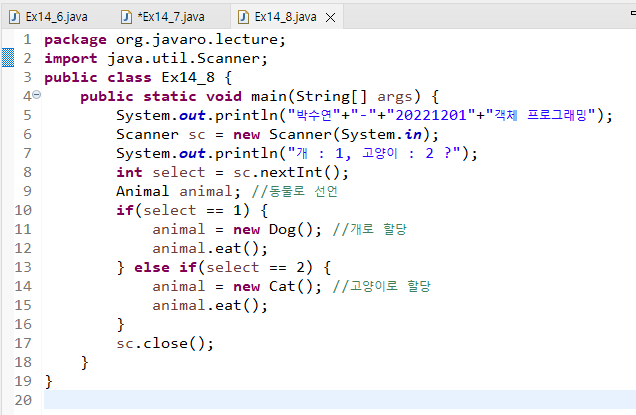 Ex14_6.java *Ex14_7.java Ex14_8.java
1 package org.javaro.lecture;
2 import java.util.Scanner;
3 public class Ex14_8 {
4 public static void main(String[] args) {
5 System.out.println("박수연"+"-"+"20221201"+"객체 프로그래밍");
6 Scanner sc = new Scanner(System.in);
7 System.out.println("개 : 1, 고양이 : 2 ?");
8 int select = sc.nextInt();
9 Animal animal; //동물로 선언
10 if(select == 1) {
11 animal = new Dog(); //개로 할당
12 animal.eat();
13 } else if(select == 2) {
14 animal = new Cat(); //고양이로 할당
15 animal.eat();
16 }
17 sc.close();
18 }
19 }
20